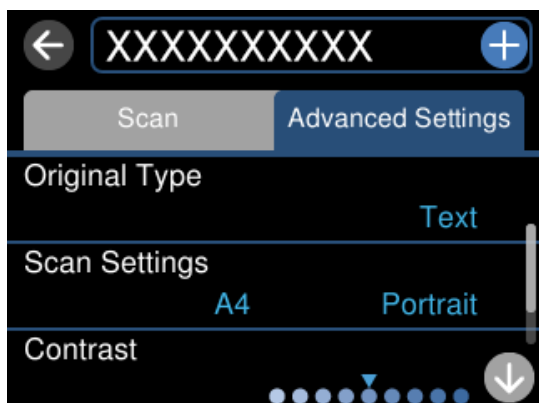 XXXXXXXXXX
Scan
Advanced Settings
Original Type
Text
Scan Settings
A4 Portrait
Contrast